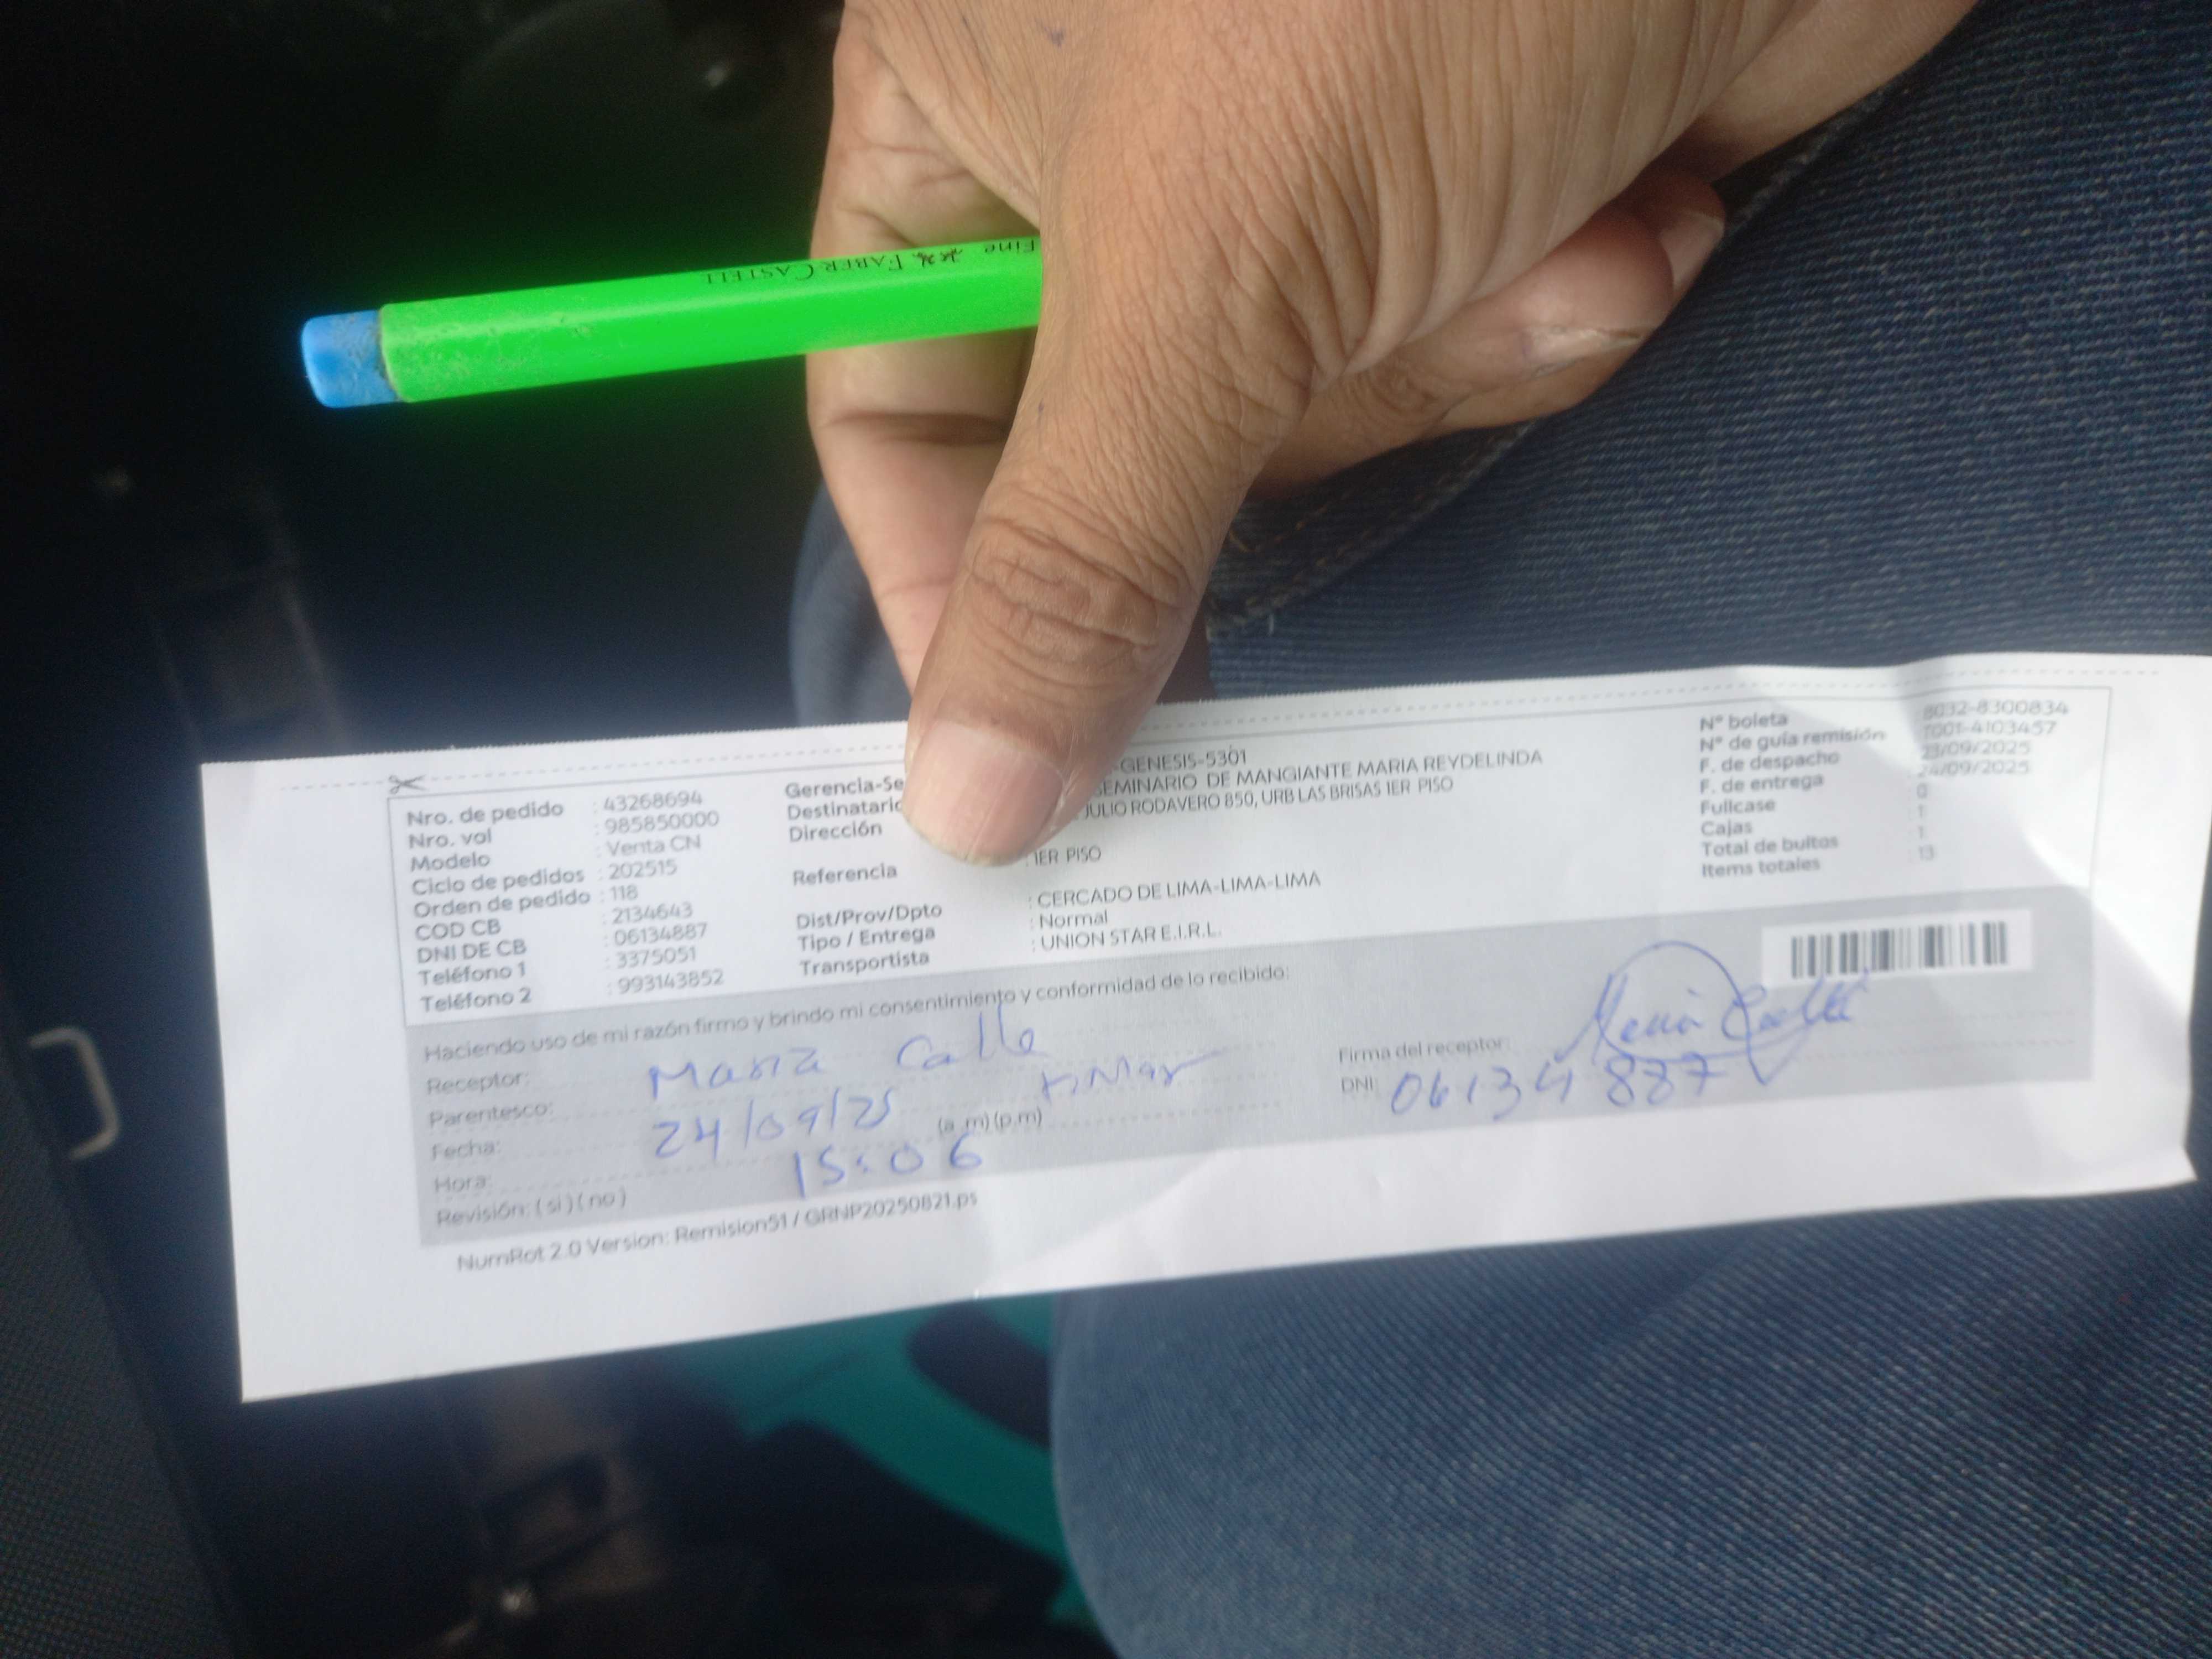 Fine FABER CASTELL
Nro. de pedido : 43268694
Nro. vol : 985850000
Modelo : Venta CN
Ciclo de pedidos : 202515
Orden de pedido : 118
COD CB : 2134643
DNI DE CB : 06134887
Teléfono 1 : 3375051
Teléfono 2 : 993143852
Gerencia-Se -GENESIS-5301
Destinatario SEMINARIO DE MANGIANTE MARIA REYDELINDA
Dirección JULIO RODAVERO 850, URB LAS BRISAS 1ER PISO
Referencia : 1ER PISO
Dist/Prov/Dpto : CERCADO DE LIMA-LIMA-LIMA
Tipo / Entrega : Normal
Transportista : UNION STAR E.I.R.L.
N° boleta 8032-8300834
N° de guía remisión T001-4103457
F. de despacho 23/09/2025
F. de entrega 24/09/2025
Fullcase 0
Cajas : 1
Total de bultos 1
Items totales : 13
Haciendo uso de mi razón firmo y brindo mi consentimiento y conformidad de lo recibido:
Receptor: Maria Calle
Parentesco:
Fecha: 24/09/25
Hora: 15:06 (a.m) (p.m)
Revisión: ( si ) ( no )
Firma del receptor: Maria Calle
DNI: 06134887
NumRot 2.0 Version: Remision51 / GRNP20250821.ps